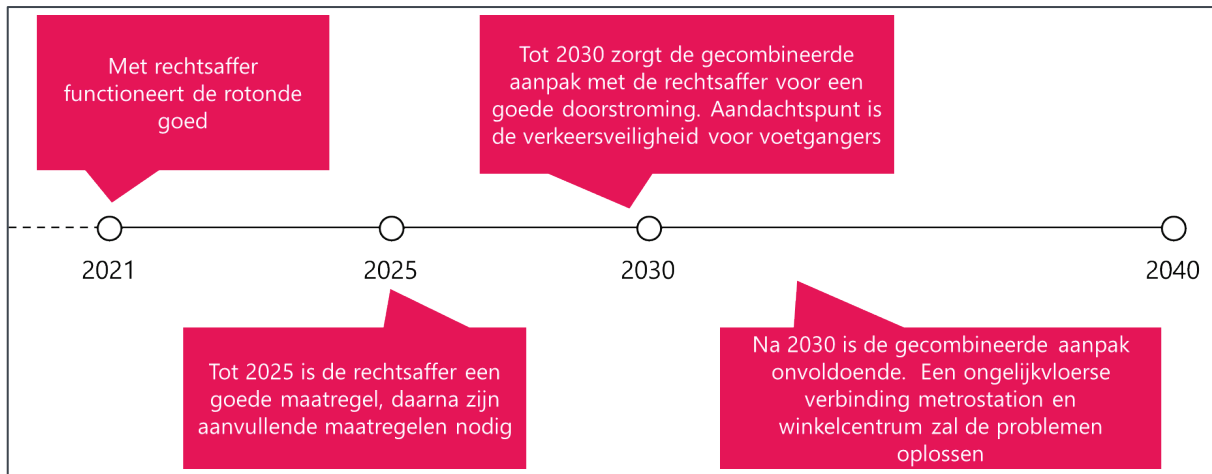 Met rechtsaffer
functioneert de rotonde
goed
Tot 2030 zorgt de gecombineerde
aanpak met de rechtsaffer voor een
goede doorstroming. Aandachtspunt is
de verkeersveiligheid voor voetgangers
2021
2025
2030
2040
Tot 2025 is de rechtsaffer een
goede maatregel, daarna zijn
aanvullende maatregelen nodig
Na 2030 is de gecombineerde aanpak
onvoldoende. Een ongelijkvloerse
verbinding metrostation en
winkelcentrum zal de problemen
oplossen